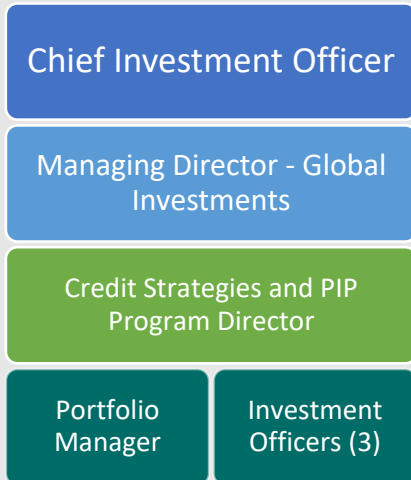 Chief Investment Officer
Managing Director - Global
Investments
Credit Strategies and PIP
Program Director
Portfolio
Manager
Investment
Officers (3)